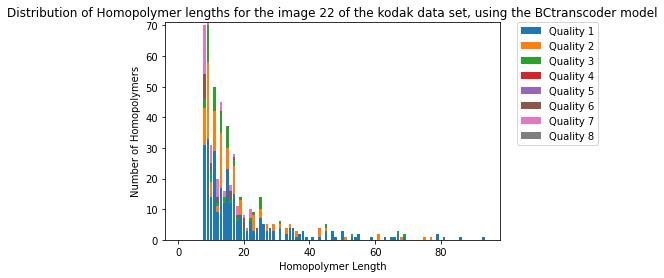 Distribution of Homopolymer lengths for the image 22 of the kodak data set, using the BCtranscoder model
70
60
50
40
30
20
10
0
Number of Homopolymers
0 20 40 60 80
Homopolymer Length
Quality 1
Quality 2
Quality 3
Quality 4
Quality 5
Quality 6
Quality 7
Quality 8